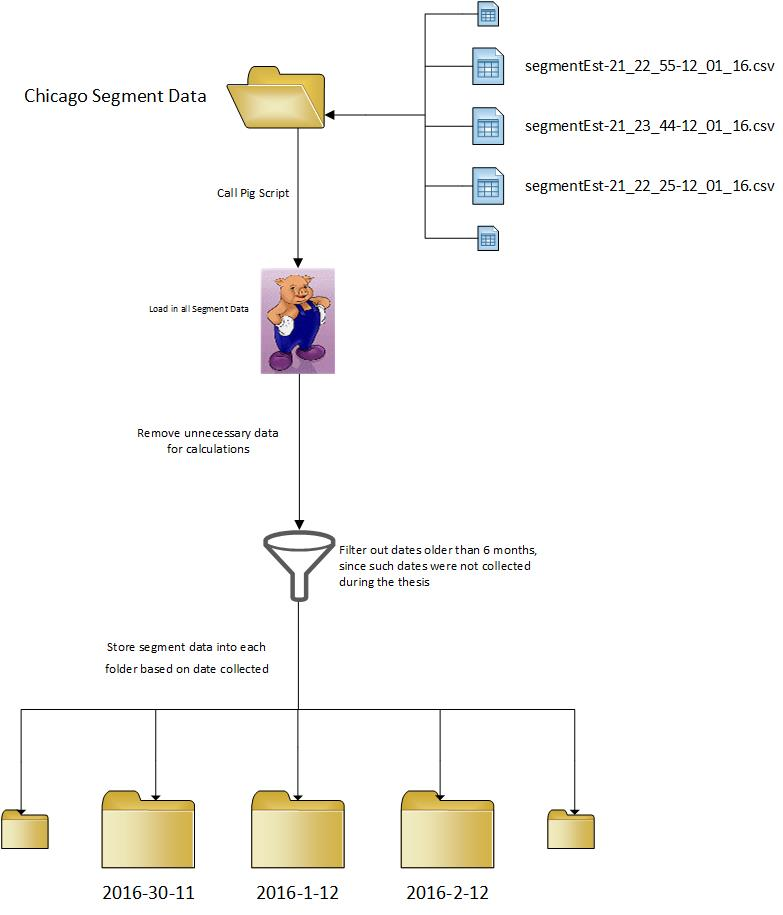 segmentEst-21_22_55-12_01_16.csv
Chicago Segment Data
segmentEst-21_23_44-12_01_16.csv
segmentEst-21_22_25-12_01_16.csv
Call Pig Script
Load in all Segment Data
Remove unnecessary data
for calculations
Filter out dates older than 6 months,
since such dates were not collected
during the thesis
Store segment data into each
folder based on date collected
2016-30-11
2016-1-12
2016-2-12